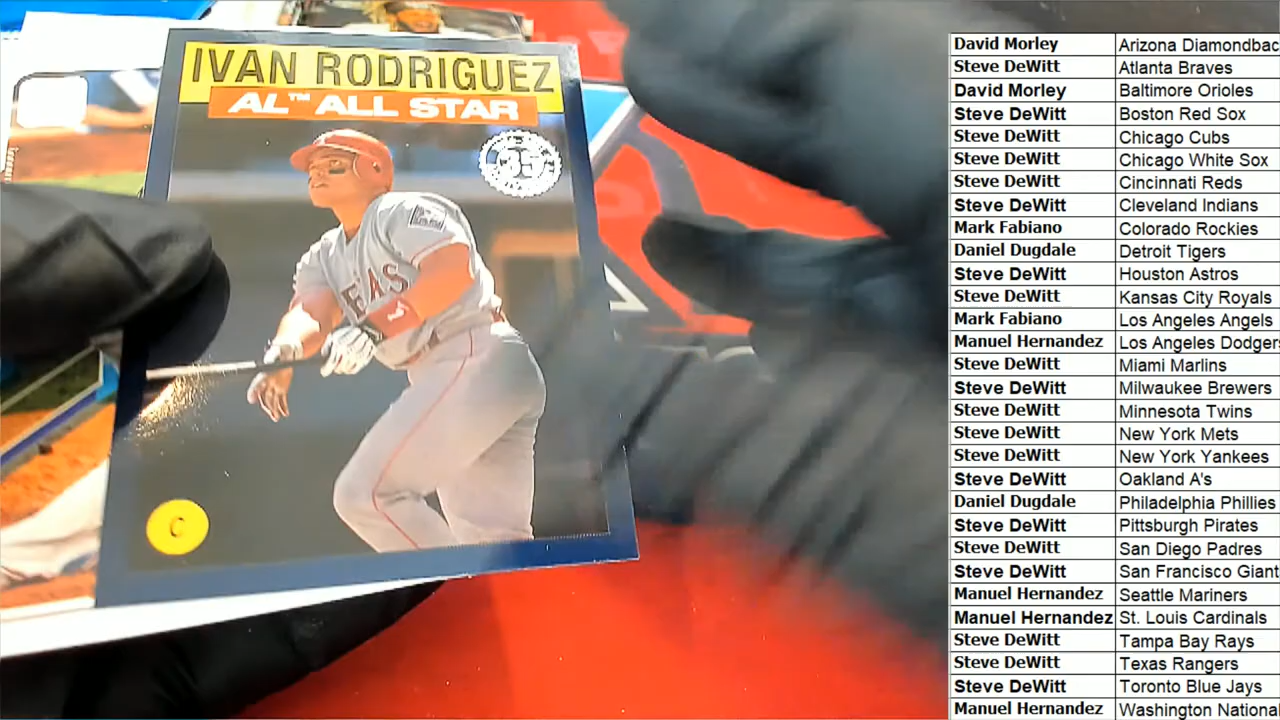 IVAN RODRIGUEZ
AL™ ALL STAR
35
EAS
C
David Morley Arizona Diamondbac
Steve DeWitt Atlanta Braves
David Morley Baltimore Orioles
Steve DeWitt Boston Red Sox
Steve DeWitt Chicago Cubs
Steve DeWitt Chicago White Sox
Steve DeWitt Cincinnati Reds
Steve DeWitt Cleveland Indians
Mark Fabiano Colorado Rockies
Daniel Dugdale Detroit Tigers
Steve DeWitt Houston Astros
Steve DeWitt Kansas City Royals
Mark Fabiano Los Angeles Angels
Manuel Hernandez Los Angeles Dodgers
Steve DeWitt Miami Marlins
Steve DeWitt Milwaukee Brewers
Steve DeWitt Minnesota Twins
Steve DeWitt New York Mets
Steve DeWitt New York Yankees
Steve DeWitt Oakland A's
Daniel Dugdale Philadelphia Phillies
Steve DeWitt Pittsburgh Pirates
Steve DeWitt San Diego Padres
Steve DeWitt San Francisco Giant
Manuel Hernandez Seattle Mariners
Manuel Hernandez St. Louis Cardinals
Steve DeWitt Tampa Bay Rays
Steve DeWitt Texas Rangers
Steve DeWitt Toronto Blue Jays
Manuel Hernandez Washington National